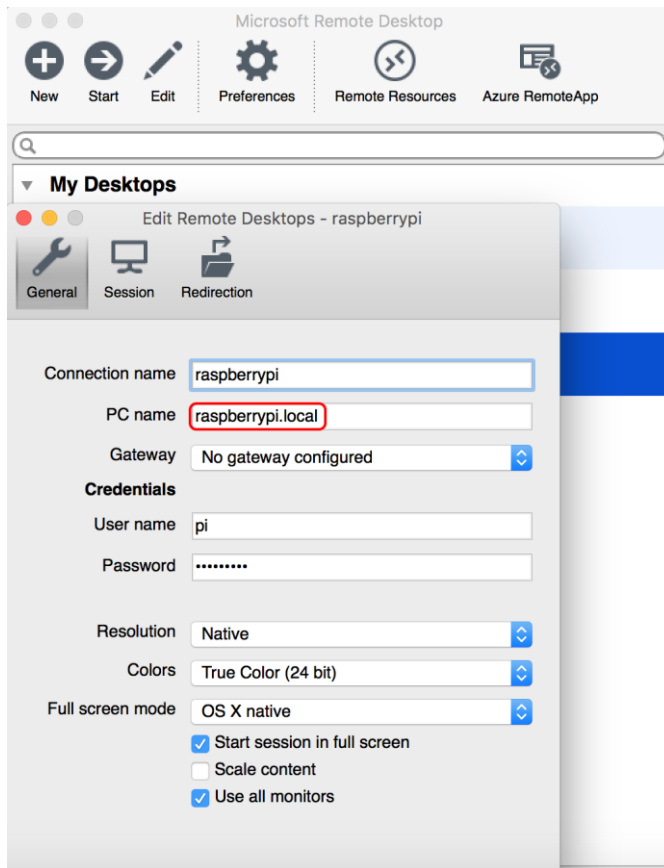 Microsoft Remote Desktop
New Start Edit Preferences Remote Resources Azure RemoteApp
My Desktops
Edit Remote Desktops - raspberrypi
General Session Redirection
Connection name raspberrypi
PC name raspberrypi.local
Gateway No gateway configured
Credentials
User name pi
Password •••••••••
Resolution Native
Colors True Color (24 bit)
Full screen mode OS X native
Start session in full screen
Scale content
Use all monitors